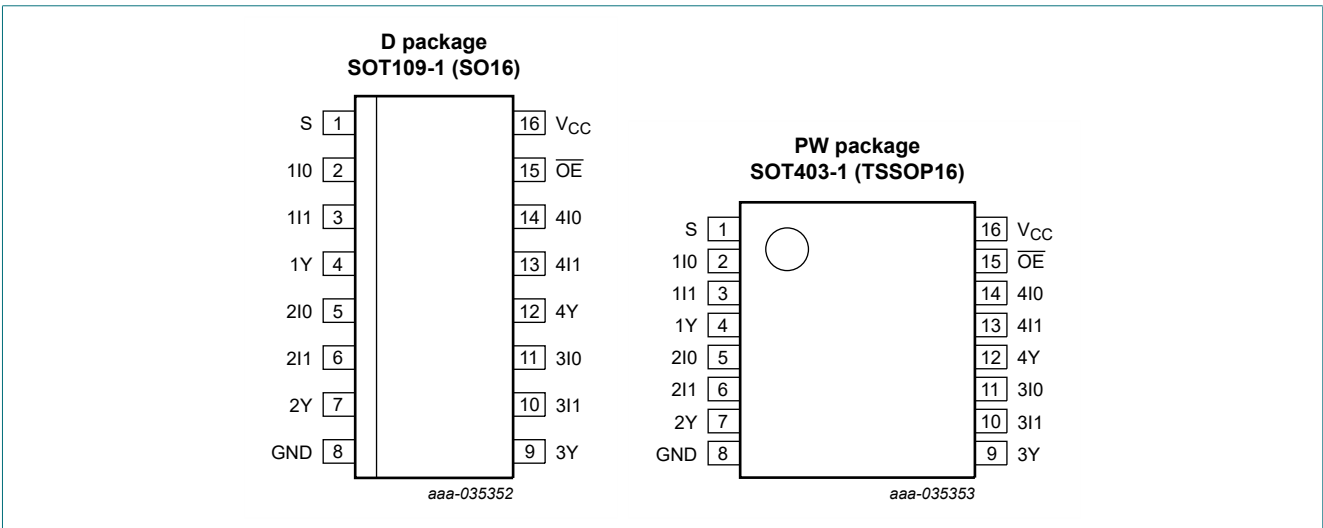 D package
SOT109-1 (SO16)
S 1 16 VCC
1I0 2 15 OE
1I1 3 14 4I0
1Y 4 13 4I1
2I0 5 12 4Y
2I1 6 11 3I0
2Y 7 10 3I1
GND 8 9 3Y
aaa-035352
PW package
SOT403-1 (TSSOP16)
S 1 16 VCC
1I0 2 15 OE
1I1 3 14 4I0
1Y 4 13 4I1
2I0 5 12 4Y
2I1 6 11 3I0
2Y 7 10 3I1
GND 8 9 3Y
aaa-035353